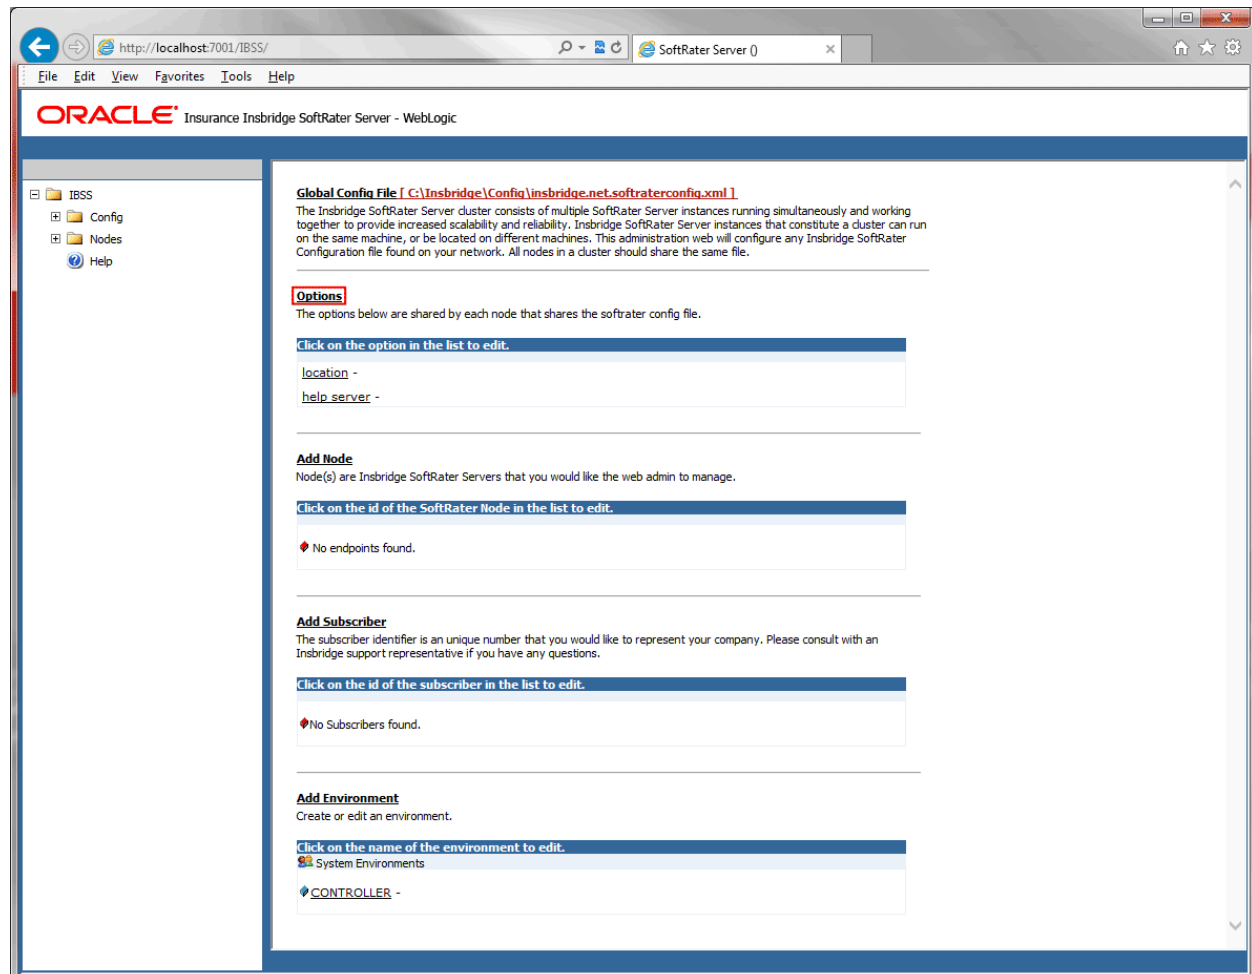 http://localhost:7001/IBSS/
SoftRater Server ()
File Edit View Favorites Tools Help
ORACLE Insurance Insbridge SoftRater Server - WebLogic
IBSS
Config
Nodes
Help
Global Config File [ C:\Insbridge\Config\insbridge.net.softraterconfig.xml ]
The Insbridge SoftRater Server cluster consists of multiple SoftRater Server instances running simultaneously and working
together to provide increased scalability and reliability. Insbridge SoftRater Server instances that constitute a cluster can run
on the same machine, or be located on different machines. This administration web will configure any Insbridge SoftRater
Configuration file found on your network. All nodes in a cluster should share the same file.
Options
The options below are shared by each node that shares the softrater config file.
Click on the option in the list to edit.
location -
help server -
Add Node
Node(s) are Insbridge SoftRater Servers that you would like the web admin to manage.
Click on the id of the SoftRater Node in the list to edit.
No endpoints found.
Add Subscriber
The subscriber identifier is an unique number that you would like to represent your company. Please consult with an
Insbridge support representative if you have any questions.
Click on the id of the subscriber in the list to edit.
No Subscribers found.
Add Environment
Create or edit an environment.
Click on the name of the environment to edit.
System Environments
CONTROLLER -